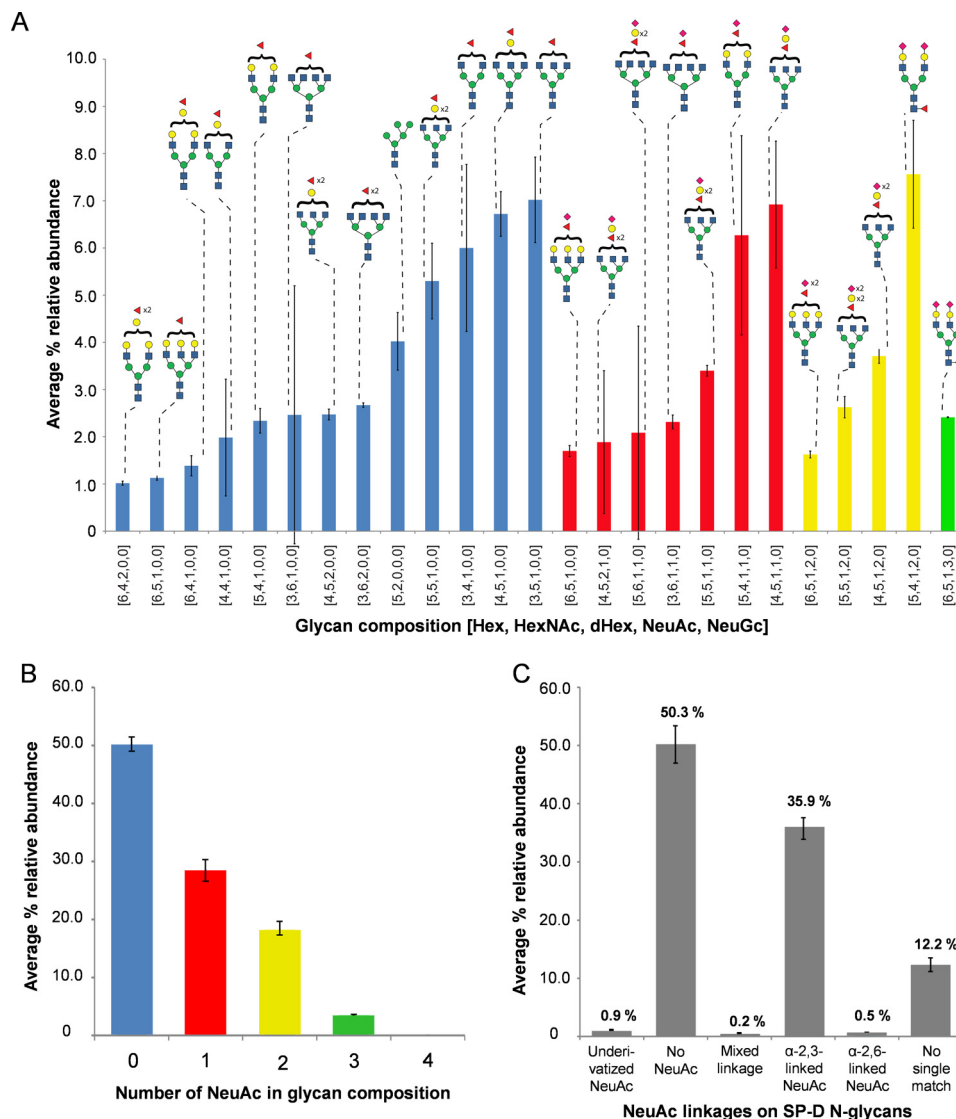 A
10.0
9.0
8.0
7.0
6.0
5.0
4.0
3.0
2.0
1.0
0
Average % relative abundance
x2
x2
x2
x2
x2
x2
x2
x2
x2
x2
x2
[6,4,2,0,0]
[6,5,1,0,0]
[6,4,1,0,0]
[4,4,1,0,0]
[5,4,1,0,0]
[3,6,1,0,0]
[4,5,2,0,0]
[3,6,2,0,0]
[5,2,0,0,0]
[5,5,1,0,0]
[3,4,1,0,0]
[4,5,1,0,0]
[3,5,1,0,0]
[6,5,1,1,0]
[4,5,2,1,0]
[5,6,1,1,0]
[3,6,1,1,0]
[5,5,1,1,0]
[5,4,1,1,0]
[4,5,1,1,0]
[6,5,1,2,0]
[5,5,1,2,0]
[4,5,1,2,0]
[5,4,1,2,0]
[6,5,1,3,0]
Glycan composition [Hex, HexNAc, dHex, NeuAc, NeuGc]
B
60.0
50.0
40.0
30.0
20.0
10.0
0
Average % relative abundance
0
1
2
3
4
Number of NeuAc in glycan composition
C
60.0
50.0
40.0
30.0
20.0
10.0
0
Average % relative abundance
0.9 %
50.3 %
0.2 %
35.9 %
0.5 %
12.2 %
Underi-
vatized
NeuAc
No
NeuAc
Mixed
linkage
α-2,3-
linked
NeuAc
α-2,6-
linked
NeuAc
No
single
match
NeuAc linkages on SP-D N-glycans